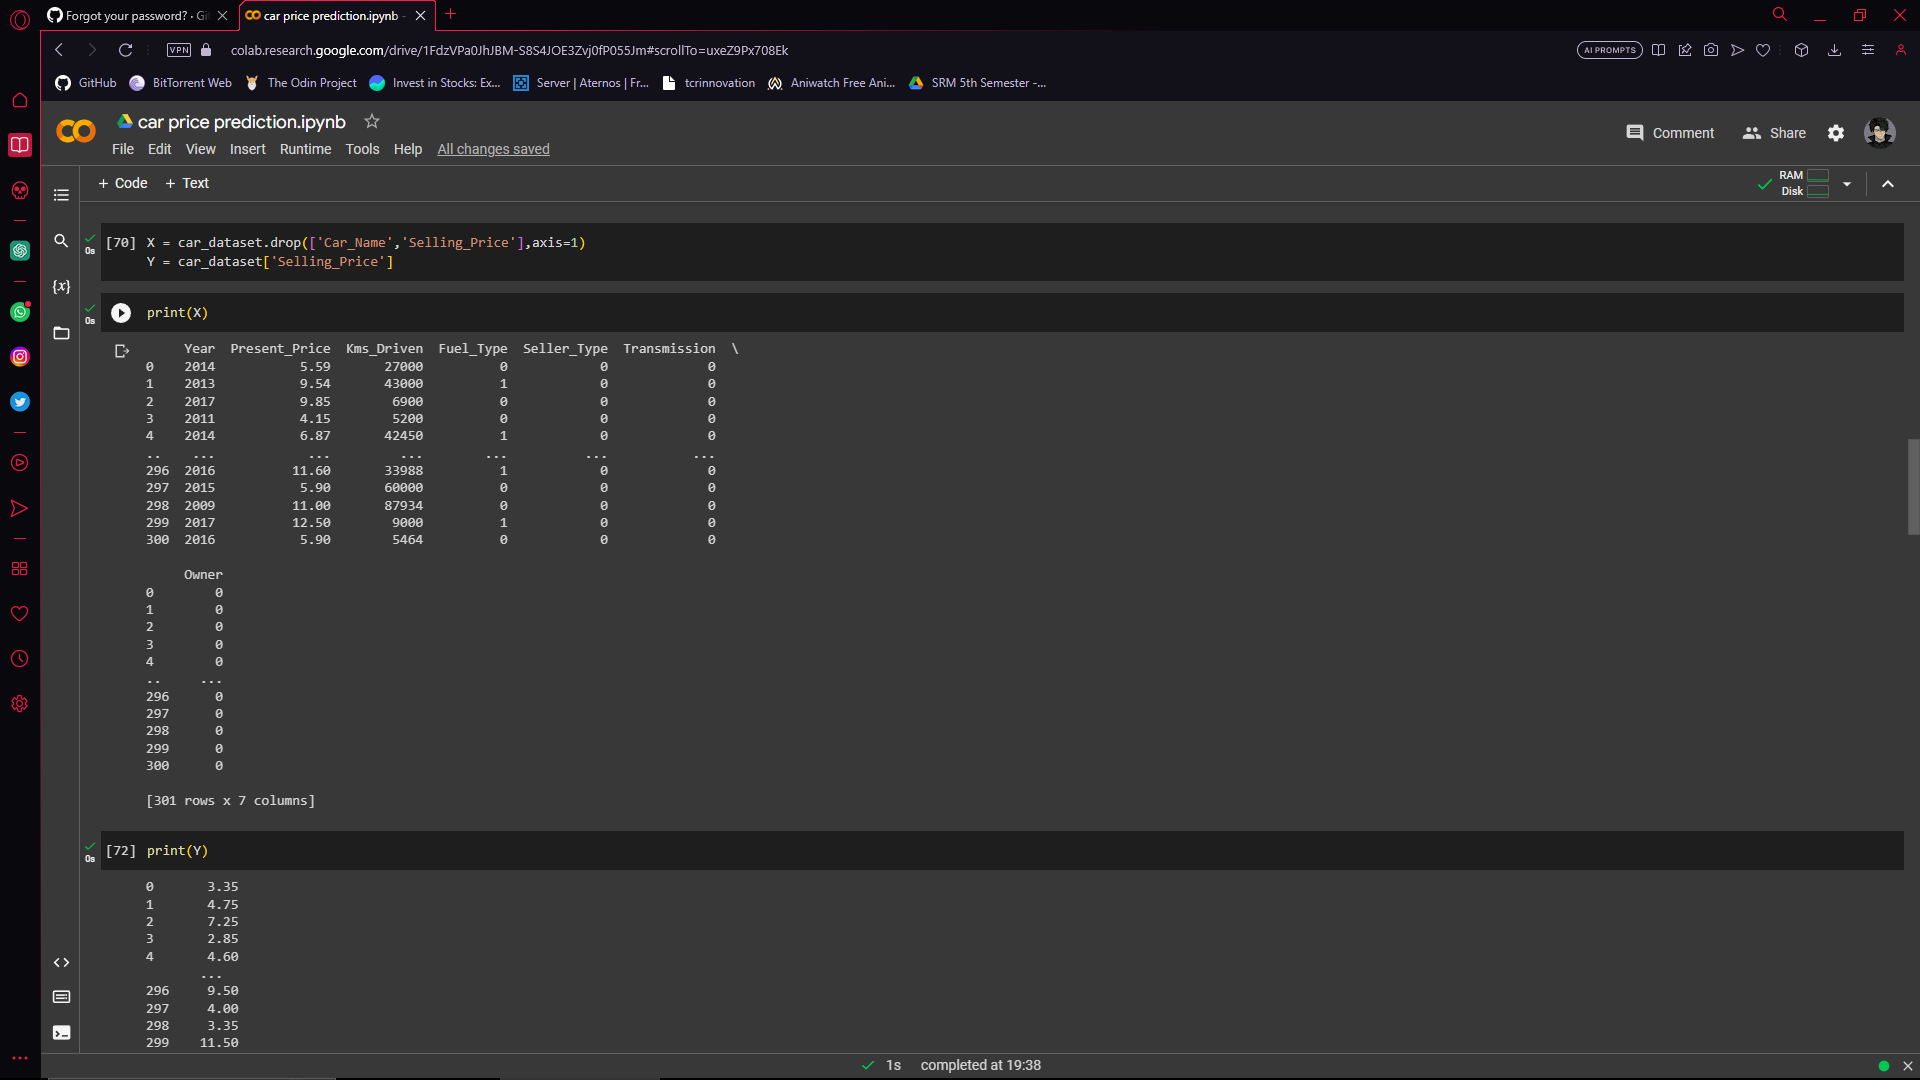 Forgot your password? · Gi
car price prediction.ipynb -
VPN
colab.research.google.com/drive/1FdzVPa0JhJBM-S8S4JOE3Zvj0fP055Jm#scrollTo=uxeZ9Px708Ek
AI PROMPTS
GitHub
BitTorrent Web
The Odin Project
Invest in Stocks: Ex...
Server | Aternos | Fr...
tcrinnovation
Aniwatch Free Ani...
SRM 5th Semester -...
car price prediction.ipynb
Comment
Share
File Edit View Insert Runtime Tools Help All changes saved
+ Code + Text
RAM
Disk
[70] X = car_dataset.drop(['Car_Name','Selling_Price'],axis=1)
0s
Y = car_dataset['Selling_Price']
{x}
print(X)
0s
Year Present_Price Kms_Driven Fuel_Type Seller_Type Transmission \
0 2014 5.59 27000 0 0 0
1 2013 9.54 43000 1 0 0
2 2017 9.85 6900 0 0 0
3 2011 4.15 5200 0 0 0
4 2014 6.87 42450 1 0 0
.. ... ... ... ... ... ...
296 2016 11.60 33988 1 0 0
297 2015 5.90 60000 0 0 0
298 2009 11.00 87934 0 0 0
299 2017 12.50 9000 1 0 0
300 2016 5.90 5464 0 0 0
Owner
0 0
1 0
2 0
3 0
4 0
.. ...
296 0
297 0
298 0
299 0
300 0
[301 rows x 7 columns]
[72] print(Y)
0s
0 3.35
1 4.75
2 7.25
3 2.85
4 4.60
...
296 9.50
297 4.00
298 3.35
299 11.50
1s completed at 19:38